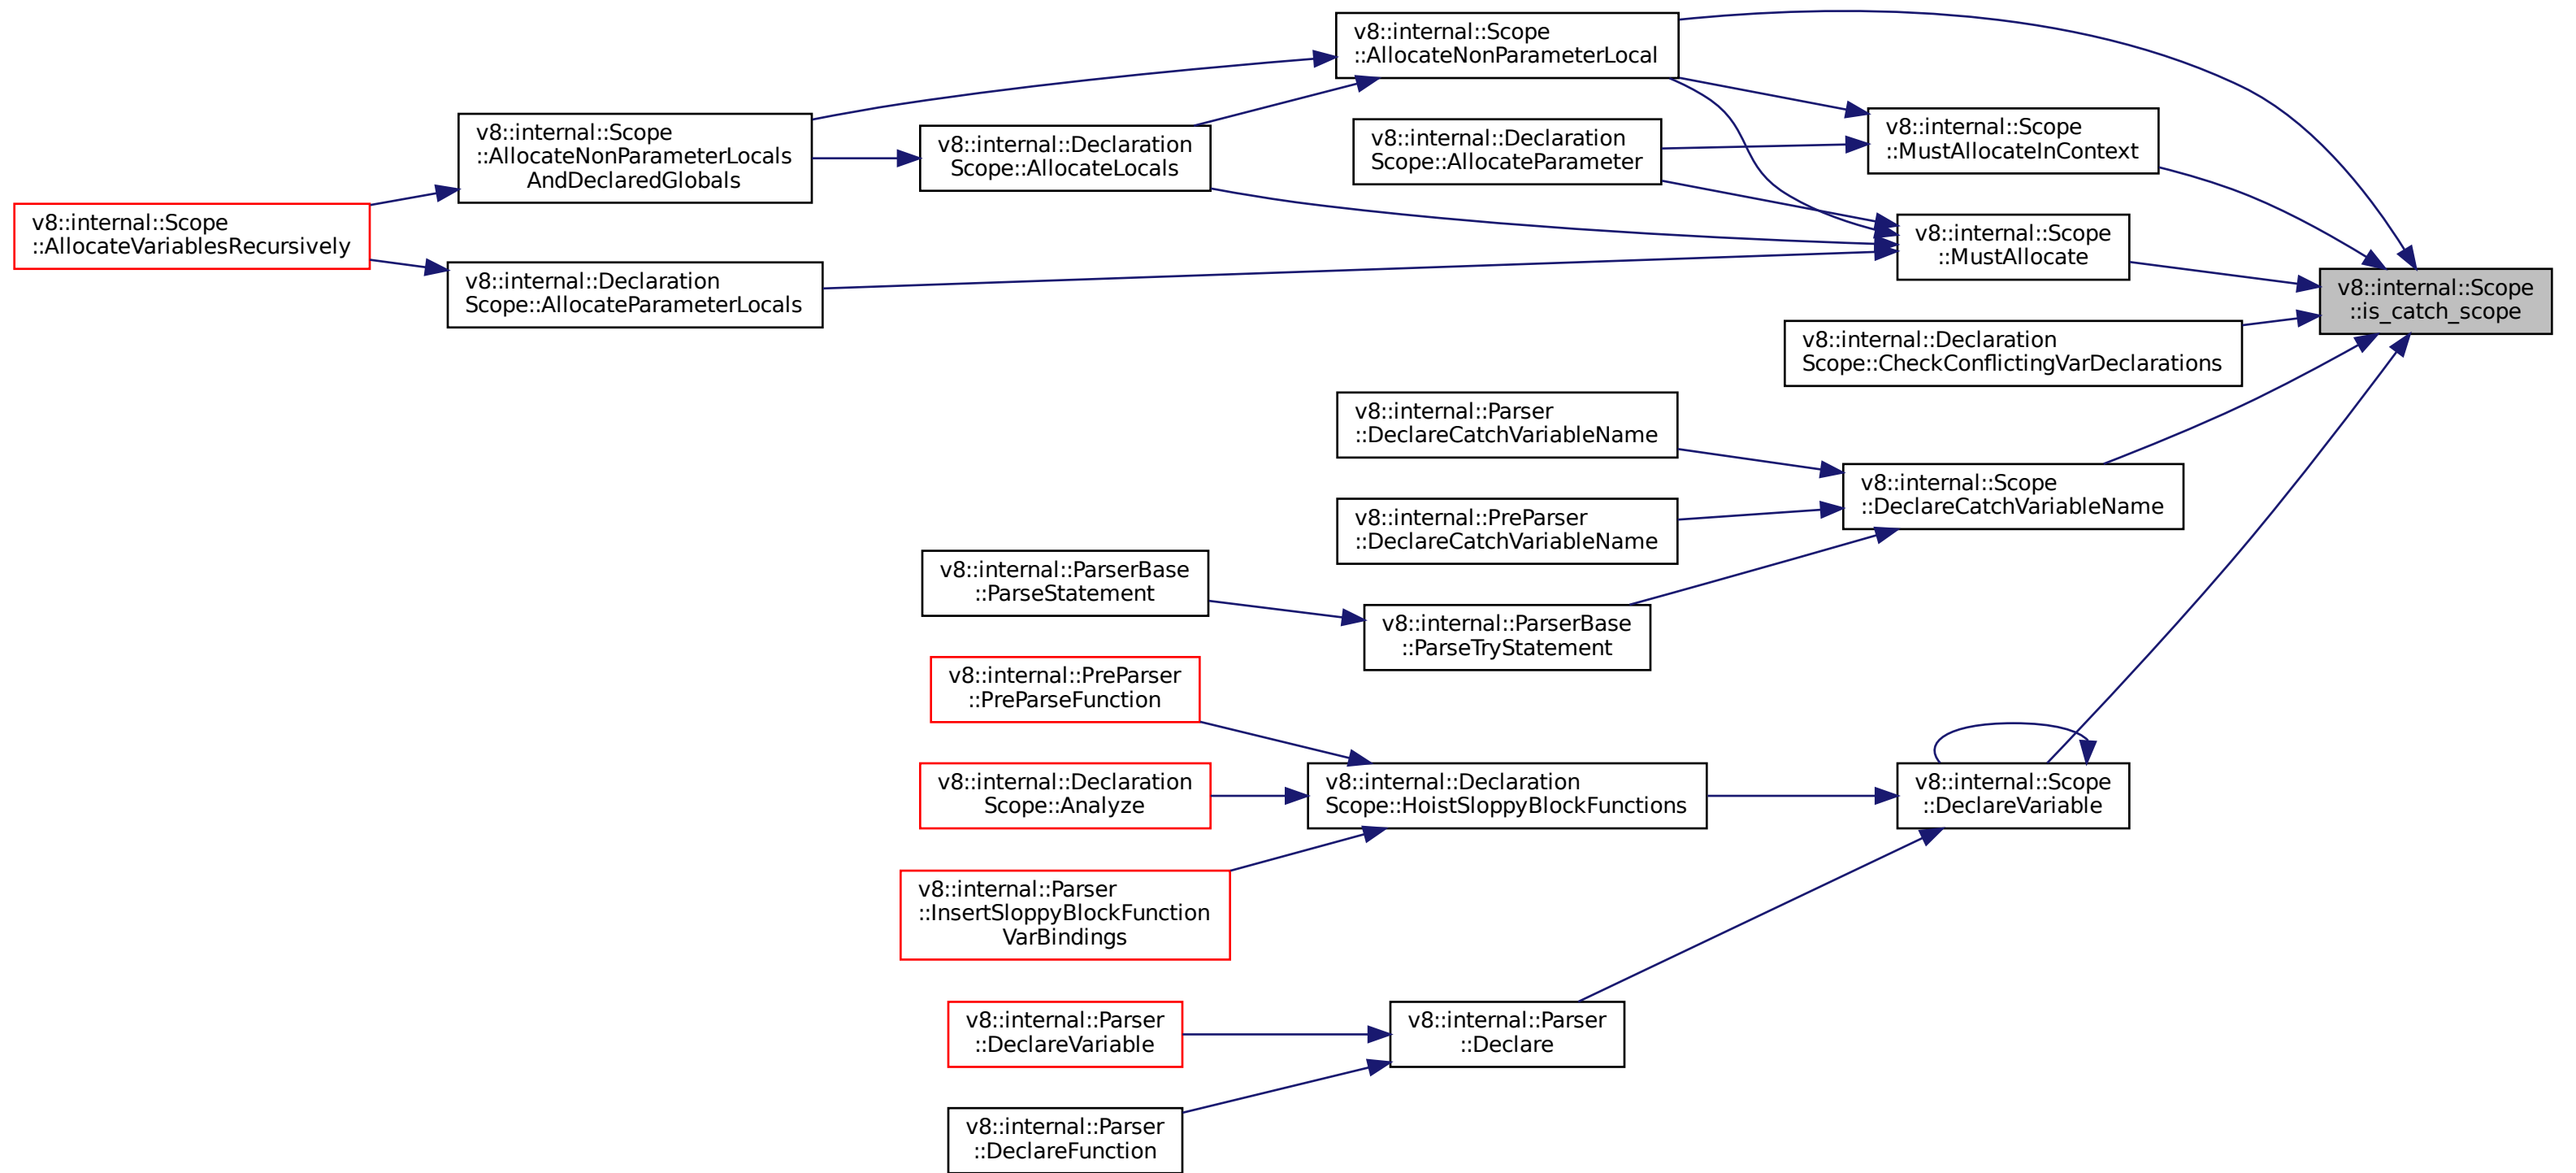 v8::internal::Scope
::AllocateNonParameterLocal
v8::internal::Scope
::AllocateNonParameterLocals
AndDeclaredGlobals
v8::internal::Declaration
Scope::AllocateLocals
v8::internal::Declaration
Scope::AllocateParameter
v8::internal::Scope
::MustAllocateInContext
v8::internal::Scope
::AllocateVariablesRecursively
v8::internal::Scope
::MustAllocate
v8::internal::Declaration
Scope::AllocateParameterLocals
v8::internal::Scope
::is_catch_scope
v8::internal::Declaration
Scope::CheckConflictingVarDeclarations
v8::internal::Parser
::DeclareCatchVariableName
v8::internal::Scope
::DeclareCatchVariableName
v8::internal::PreParser
::DeclareCatchVariableName
v8::internal::ParserBase
::ParseStatement
v8::internal::ParserBase
::ParseTryStatement
v8::internal::PreParser
::PreParseFunction
v8::internal::Declaration
Scope::Analyze
v8::internal::Declaration
Scope::HoistSloppyBlockFunctions
v8::internal::Scope
::DeclareVariable
v8::internal::Parser
::InsertSloppyBlockFunction
VarBindings
v8::internal::Parser
::DeclareVariable
v8::internal::Parser
::Declare
v8::internal::Parser
::DeclareFunction